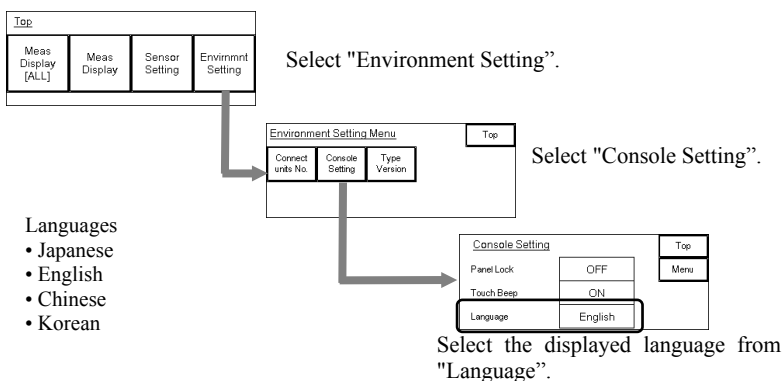 Top
Meas
Display
[ALL]
Meas
Display
Sensor
Setting
Envirnmnt
Setting
Select "Environment Setting”.
Environment Setting Menu
Top
Connect
units No.
Console
Setting
Type
Version
Select "Console Setting”.
Languages
• Japanese
• English
• Chinese
• Korean
Console Setting
Top
Panel Lock
OFF
Menu
Touch Beep
ON
Language
English
Select the displayed language from
"Language”.